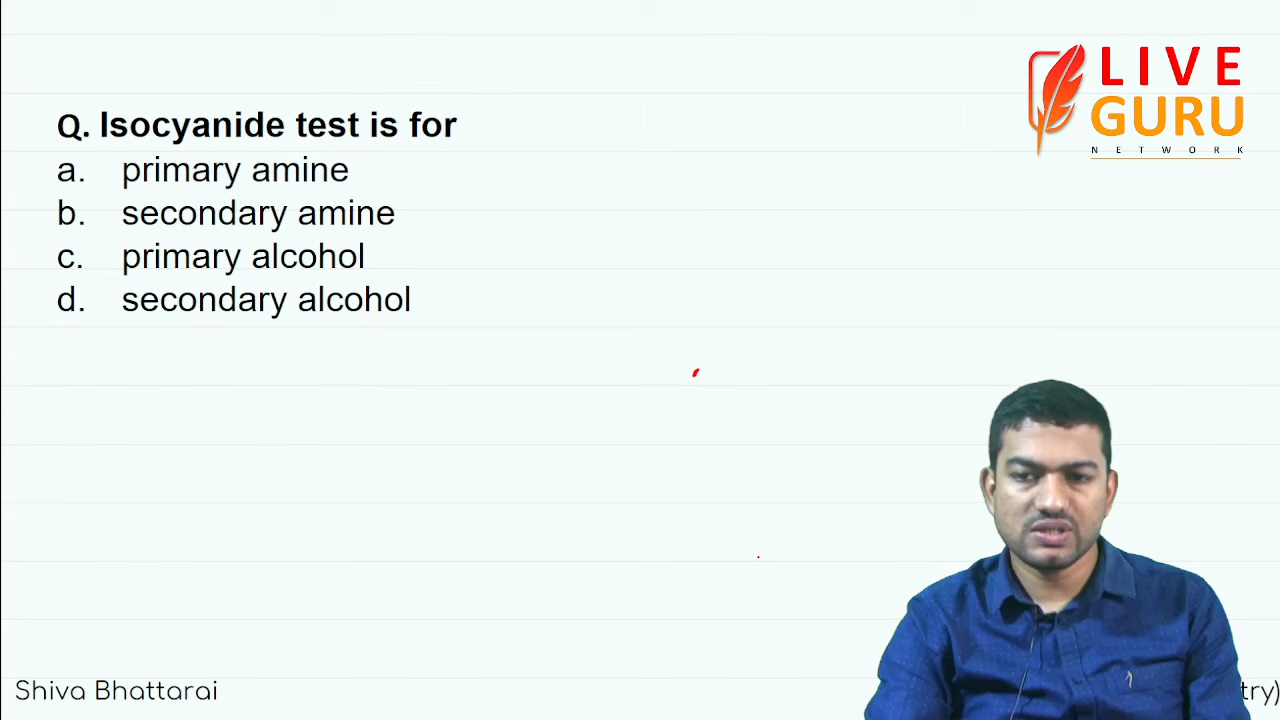 LIVE
GURU
NETWORK
Q. Isocyanide test is for
a. primary amine
b. secondary amine
c. primary alcohol
d. secondary alcohol
Shiva Bhattarai
try)